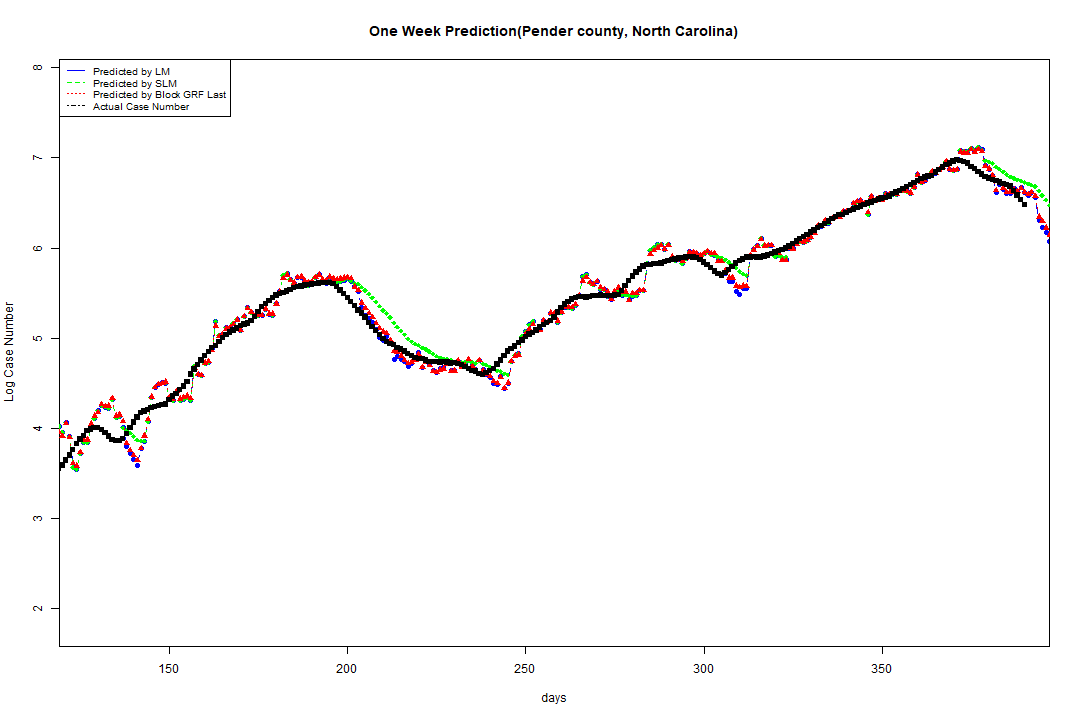 One Week Prediction(Pender county, North Carolina)
Predicted by LM
Predicted by SLM
Predicted by Block GRF Last
Actual Case Number
8
7
6
5
4
3
2
Log Case Number
150
200
250
300
350
days